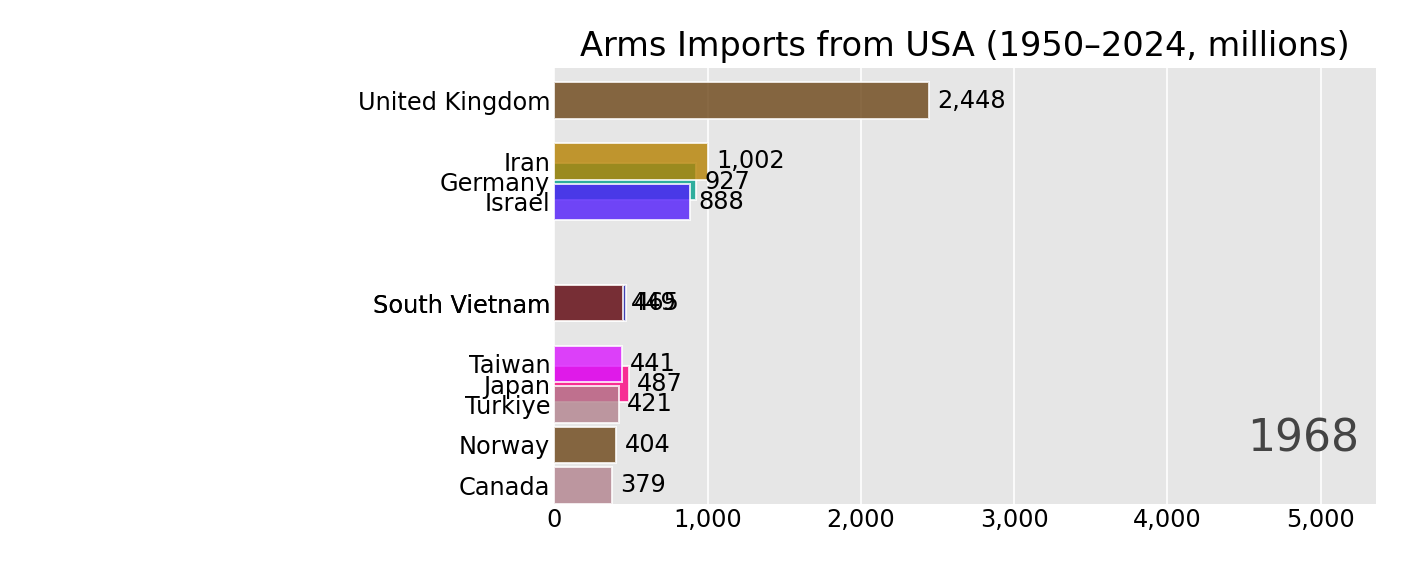 Arms Imports from USA (1950–2024, millions)
United Kingdom 2,448
Iran 1,002
Germany 927
Israel 888
South Vietnam 449
Taiwan 441
Japan 487
Türkiye 421
Norway 404
Canada 379
1968
0 1,000 2,000 3,000 4,000 5,000